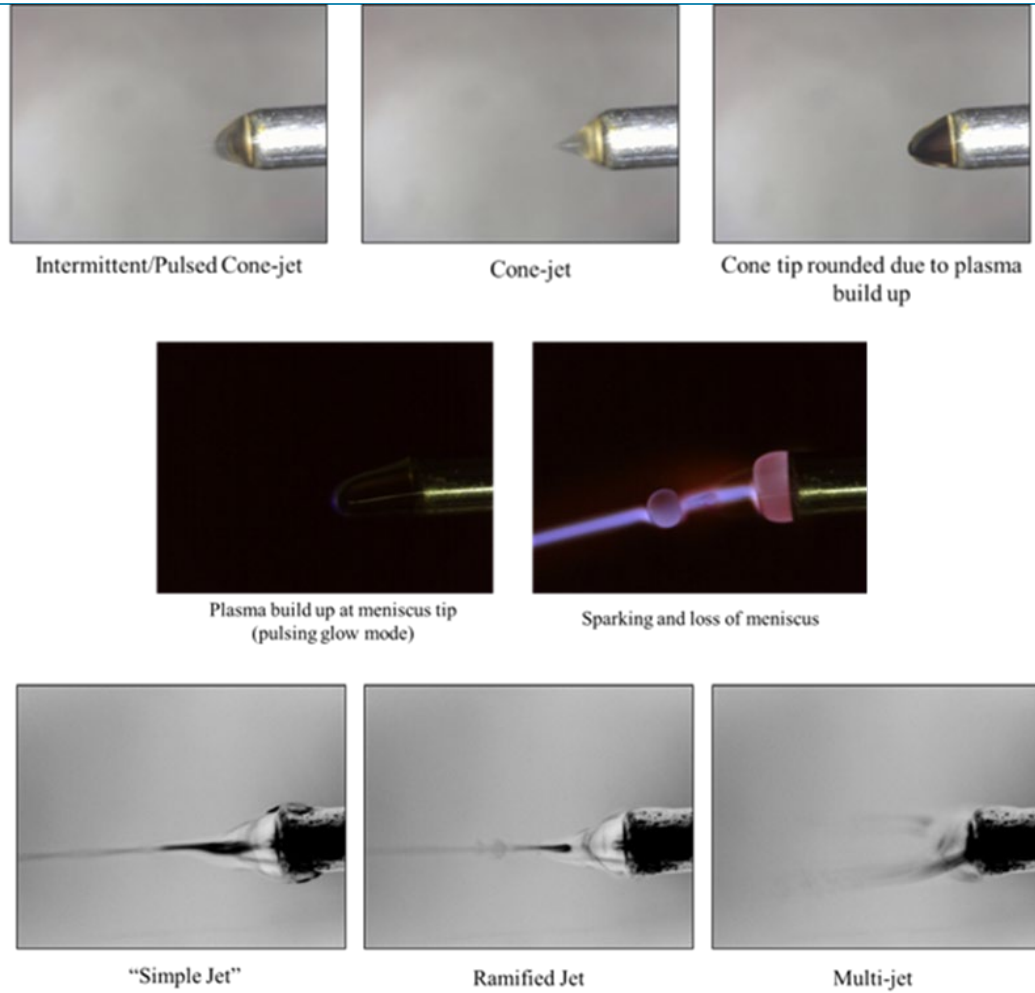 Intermittent/Pulsed Cone-jet
Cone-jet
Cone tip rounded due to plasma
build up
Plasma build up at meniscus tip
(pulsing glow mode)
Sparking and loss of meniscus
“Simple Jet”
Ramified Jet
Multi-jet